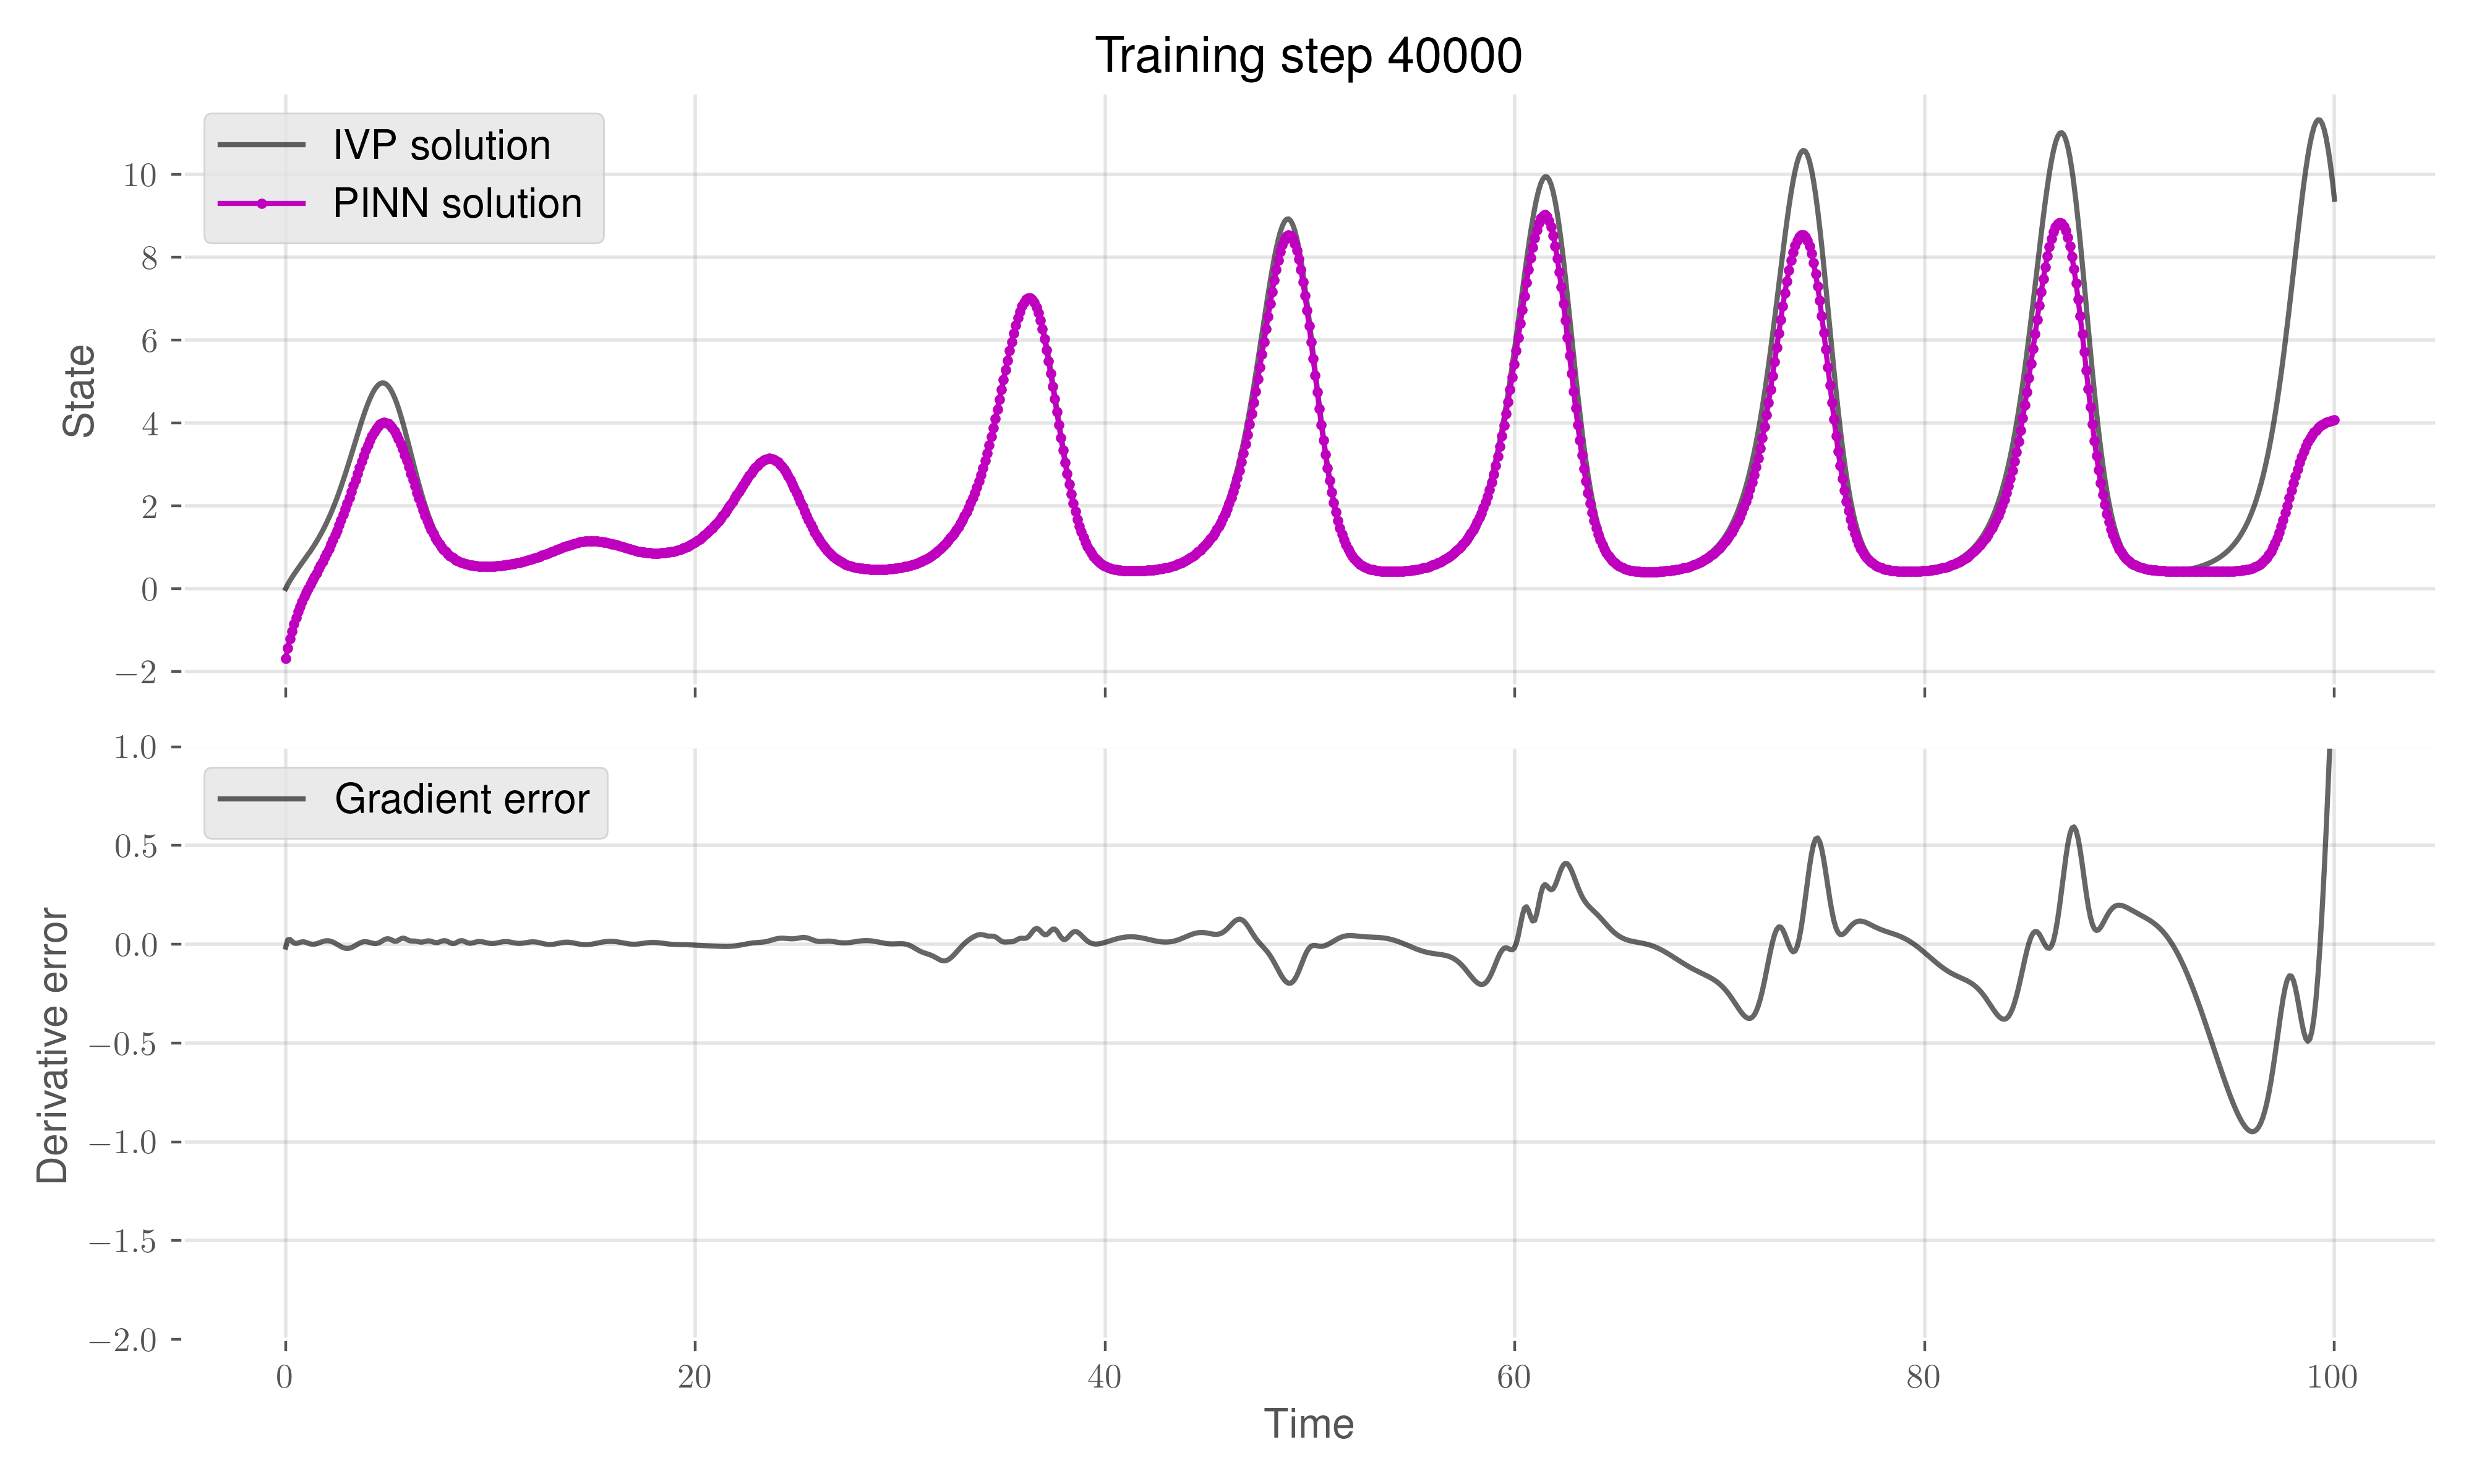 Training step 40000
IVP solution
PINN solution
State
10
8
6
4
2
0
−2
Gradient error
Derivative error
1.0
0.5
0.0
−0.5
−1.0
−1.5
−2.0
0 20 40 60 80 100
Time